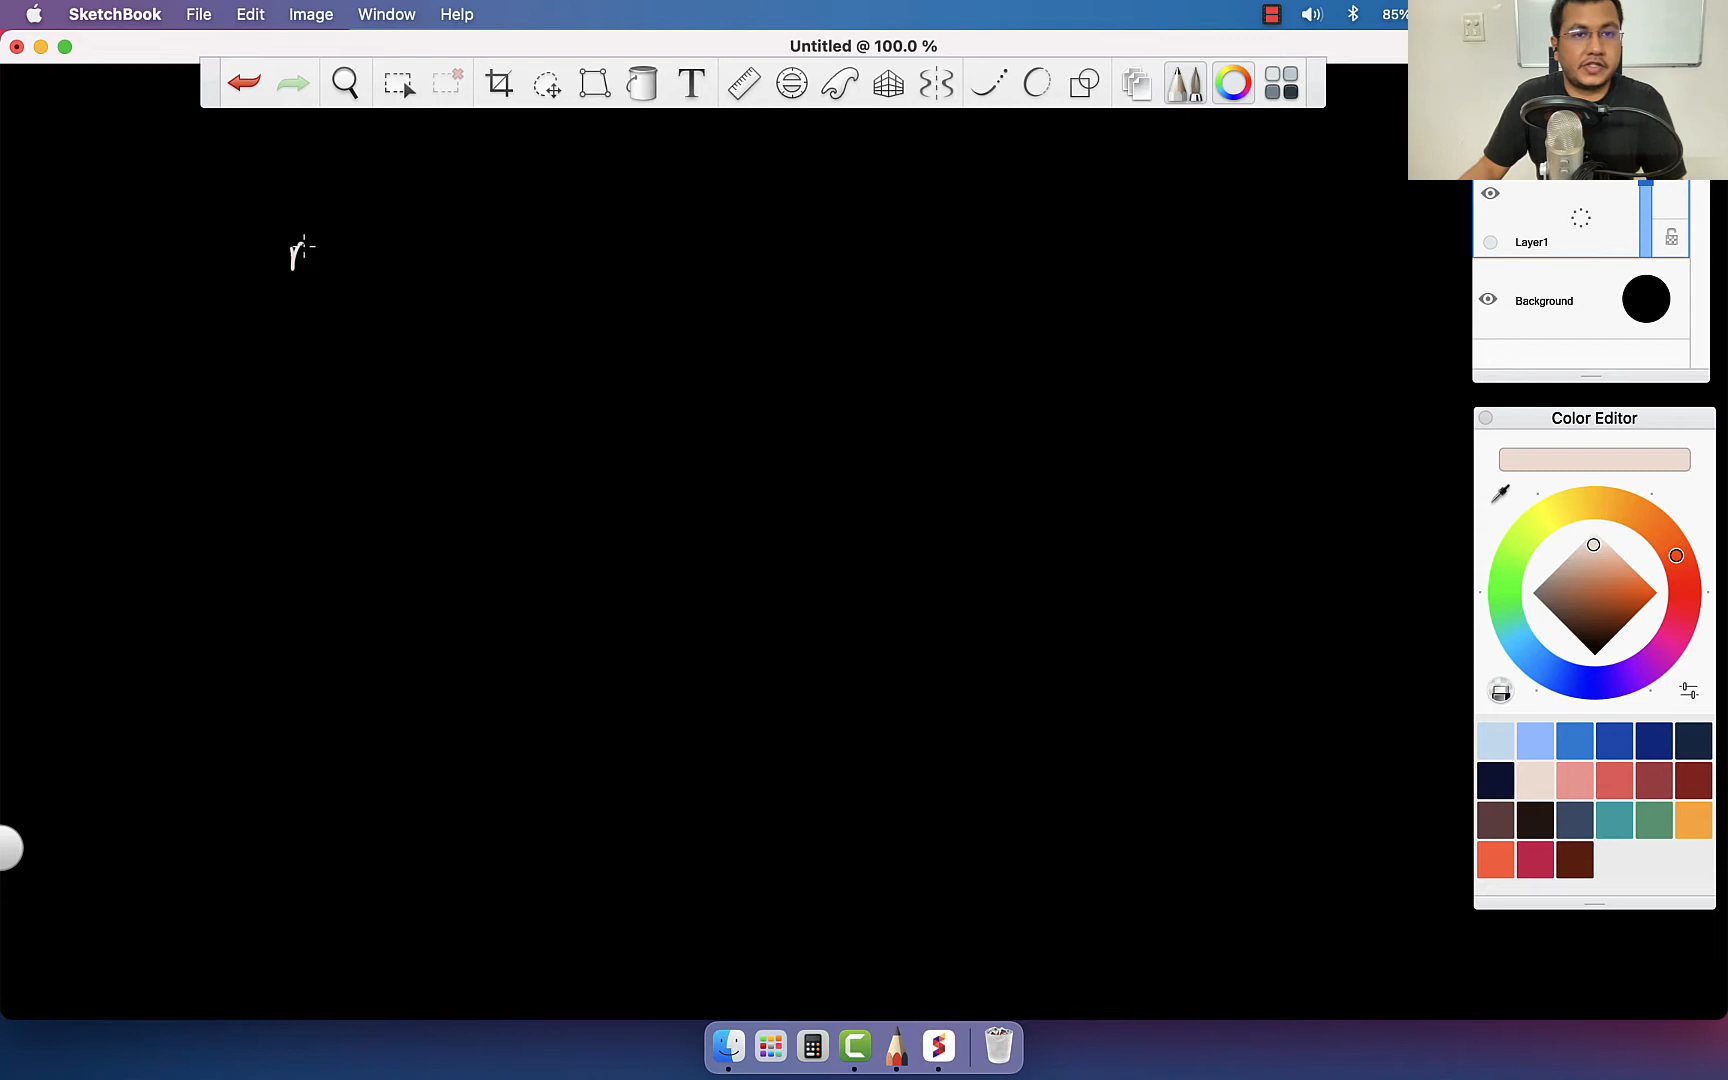 SketchBook File Edit Image Window Help 85%
Untitled @ 100.0 %
T
r
Layer1
Background
Color Editor